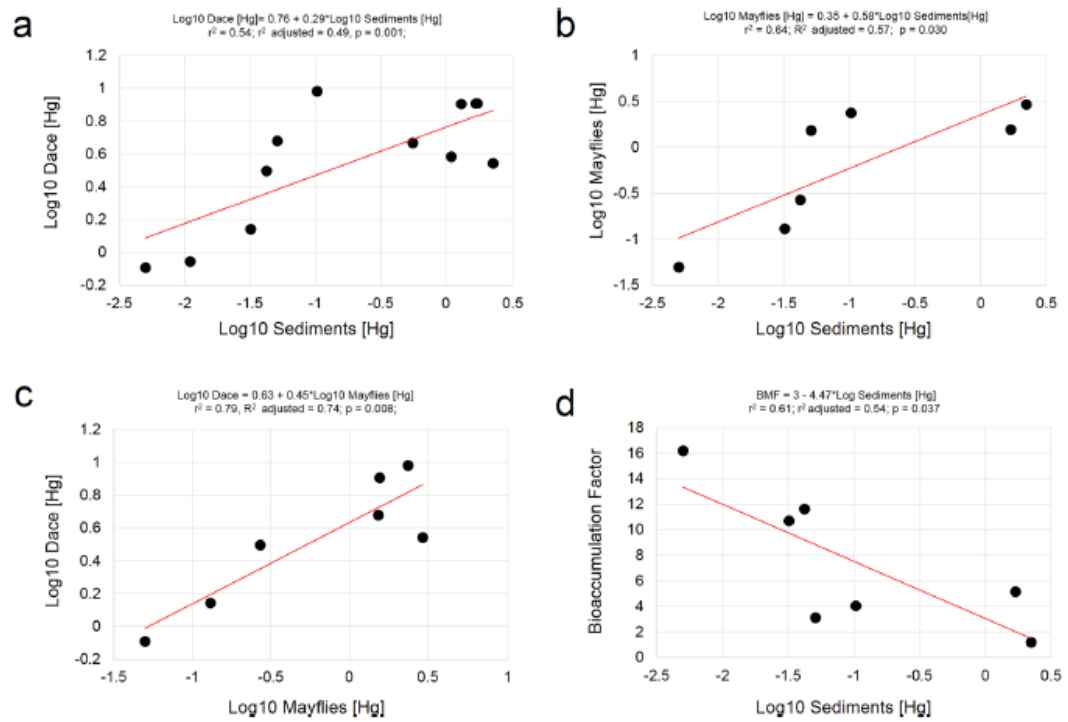 a
Log10 Dace [Hg]= 0.76 + 0.29*Log10 Sediments [Hg]
r² = 0.54; r² adjusted = 0.49, p = 0.001;
1.2
1
0.8
0.6
0.4
0.2
0
-0.2
Log10 Dace [Hg]
-2.5 -2 -1.5 -1 -0.5 0 0.5
Log10 Sediments [Hg]
b
Log10 Mayflies [Hg] = 0.35 + 0.58*Log10 Sediments[Hg]
r² = 0.64; R² adjusted = 0.57; p = 0.030
1
0.5
0
-0.5
-1
-1.5
Log10 Mayflies [Hg]
-2.5 -2 -1.5 -1 -0.5 0 0.5
Log10 Sediments [Hg]
c
Log10 Dace = 0.63 + 0.45*Log10 Mayflies [Hg]
r² = 0.79, R² adjusted = 0.74; p = 0.008;
1.2
1
0.8
0.6
0.4
0.2
0
-0.2
Log10 Dace [Hg]
-1.5 -1 -0.5 0 0.5 1
Log10 Mayflies [Hg]
d
BMF = 3 - 4.47*Log Sediments [Hg]
r² = 0.61; r² adjusted = 0.54; p = 0.037
18
16
14
12
10
8
6
4
2
0
Bioaccumulation Factor
-2.5 -2 -1.5 -1 -0.5 0 0.5
Log10 Sediments [Hg]